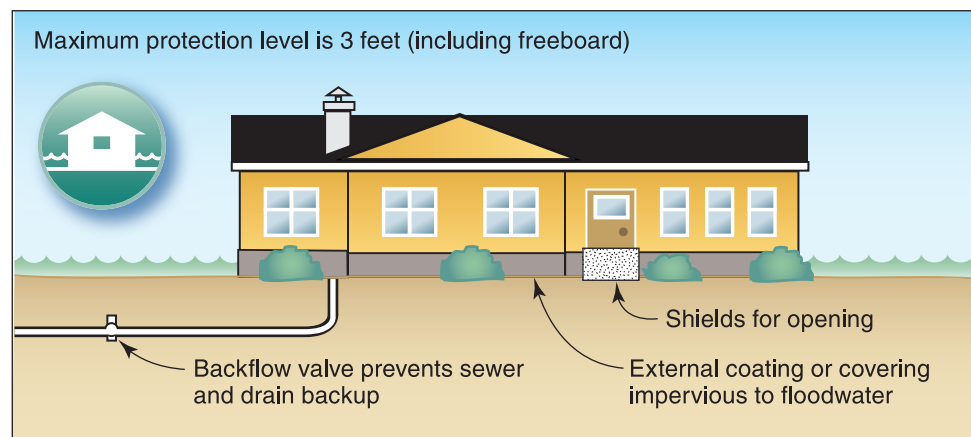 Maximum protection level is 3 feet (including freeboard)
Shields for opening
Backflow valve prevents sewer
and drain backup
External coating or covering
impervious to floodwater